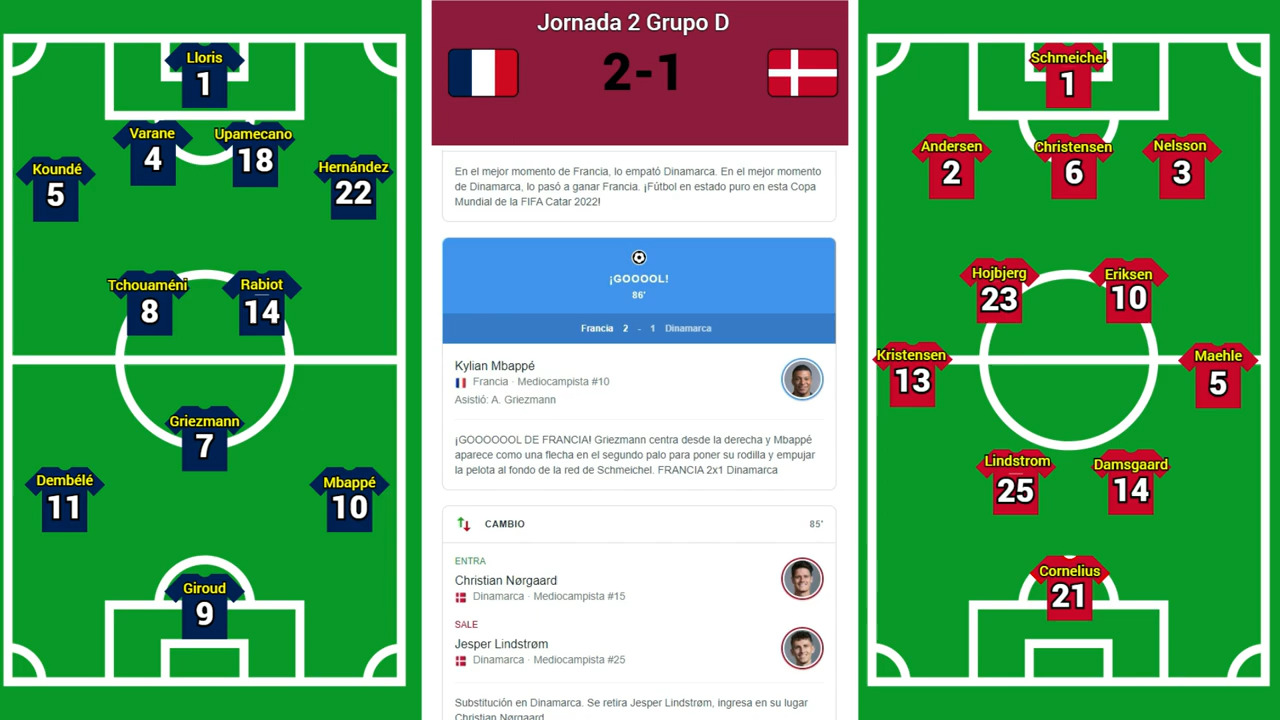 Lloris
1
Varane
4
Upamecano
18
Koundé
5
Hernández
22
Tchouaméni
8
Rabiot
14
Griezmann
7
Dembélé
11
Mbappé
10
Giroud
9
Jornada 2 Grupo D
2-1
En el mejor momento de Francia, lo empató Dinamarca. En el mejor momento
de Dinamarca, lo pasó a ganar Francia. ¡Fútbol en estado puro en esta Copa
Mundial de la FIFA Catar 2022!
¡GOOOOL!
86'
Francia 2 - 1 Dinamarca
Kylian Mbappé
Francia · Mediocampista #10
Asistió: A. Griezmann
¡GOOOOOOL DE FRANCIA! Griezmann centra desde la derecha y Mbappé
aparece como una flecha en el segundo palo para poner su rodilla y empujar
la pelota al fondo de la red de Schmeichel. FRANCIA 2x1 Dinamarca
CAMBIO 85'
ENTRA
Christian Nørgaard
Dinamarca · Mediocampista #15
SALE
Jesper Lindstrøm
Dinamarca · Mediocampista #25
Substitución en Dinamarca. Se retira Jesper Lindstrøm, ingresa en su lugar
Christian Nørgaard
Schmeichel
1
Andersen
2
Christensen
6
Nelsson
3
Hojbjerg
23
Eriksen
10
Kristensen
13
Maehle
5
Lindstrom
25
Damsgaard
14
Cornelius
21